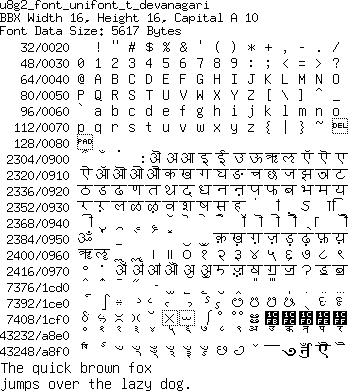 u8g2_font_unifont_t_devanagari
BBX Width 16, Height 16, Capital A 10
Font Data Size: 5617 Bytes
32/0020 ! " # $ % & ' ( ) * + , - . /
48/0030 0 1 2 3 4 5 6 7 8 9 : ; < = > ?
64/0040 @ A B C D E F G H I J K L M N O
80/0050 P Q R S T U V W X Y Z [ \ ] ^ _
96/0060 ` a b c d e f g h i j k l m n o
112/0070 p q r s t u v w x y z { | } ~ DEL
128/0080 PAD
2304/0900 ऄ अ आ इ ई उ ऊ ऋ ऌ ऍ ऎ ए
2320/0910 ऐ ऑ ऒ ओ औ क ख ग घ ङ च छ ज झ ञ ट
2336/0920 ठ ड ढ ण त थ द ध न ऩ प फ ब भ म य
2352/0930 र ऱ ल ळ ऴ व श ष स ह
2368/0940
2384/0950 ॐ क़ ख़ ग़ ज़ ड़ ढ़ फ़ य़
2400/0960 ॠ ॡ । ॥ ० १ २ ३ ४ ५ ६ ७ ८ ९
2416/0970
7376/1cd0
7392/1ce0
7408/1cf0
43232/a8e0
43248/a8f0
The quick brown fox
jumps over the lazy dog.